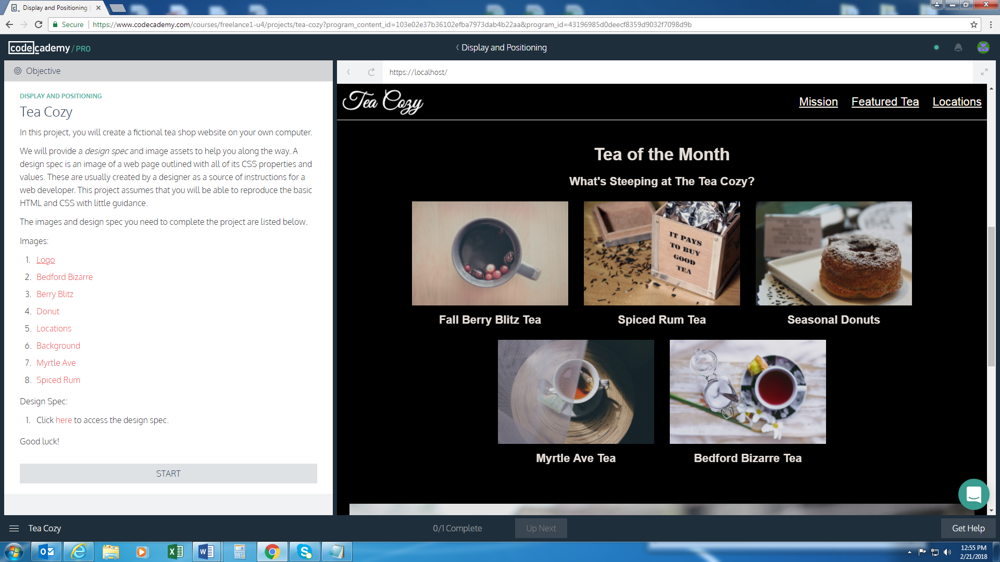 Display and Positioning |
Secure
https://www.codecademy.com/courses/freelance1-u4/projects/tea-cozy?program_content_id=103e02e37b36102efba7973dab4b22aa&program_id=43196985d0deecf8359d9032f7098d9b
codecademy / PRO
Display and Positioning
Objective
DISPLAY AND POSITIONING
Tea Cozy
In this project, you will create a fictional tea shop website on your own computer.
We will provide a design spec and image assets to help you along the way. A
design spec is an image of a web page outlined with all of its CSS properties and
values. These are usually created by a designer as a source of instructions for a
web developer. This project assumes that you will be able to reproduce the basic
HTML and CSS with little guidance.
The images and design spec you need to complete the project are listed below.
Images:
1. Logo
2. Bedford Bizarre
3. Berry Blitz
4. Donut
5. Locations
6. Background
7. Myrtle Ave
8. Spiced Rum
Design Spec:
1. Click here to access the design spec.
Good luck!
START
https://localhost/
Tea Cozy
Mission Featured Tea Locations
Tea of the Month
What's Steeping at The Tea Cozy?
IT PAYS
TO BUY
GOOD
TEA
Fall Berry Blitz Tea
Spiced Rum Tea
Seasonal Donuts
Myrtle Ave Tea
Bedford Bizarre Tea
Tea Cozy
0/1 Complete
Up Next
Get Help
12:55 PM
2/21/2018